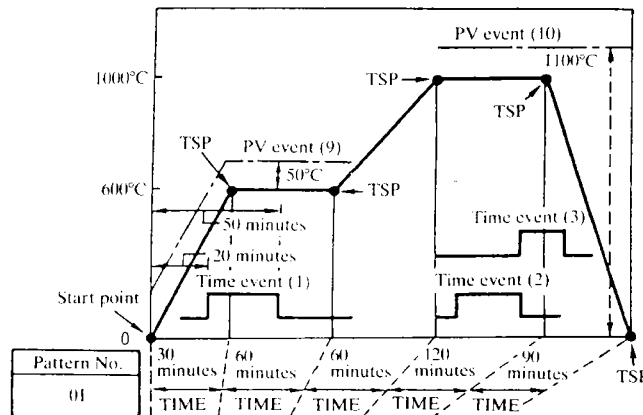 PV event (10)
1000°C
TSP
1100°C
TSP
PV event (9)
TSP
50°C
TSP
600°C
50 minutes
Time event (3)
20 minutes
Time event (1)
Time event (2)
Start point
0
Pattern No.
01
30 minutes
60 minutes
60 minutes
120 minutes
90 minutes
TSP
TIME
TIME
TIME
TIME
TIME